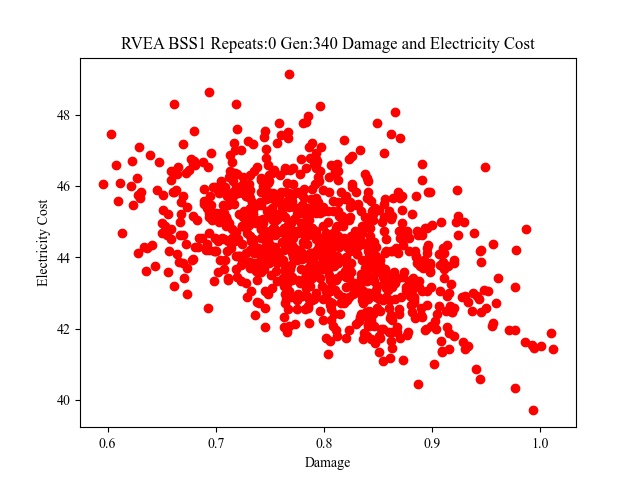 RVEA BSS1 Repeats:0 Gen:340 Damage and Electricity Cost
48
46
44
42
40
Electricity Cost
0.6 0.7 0.8 0.9 1.0
Damage